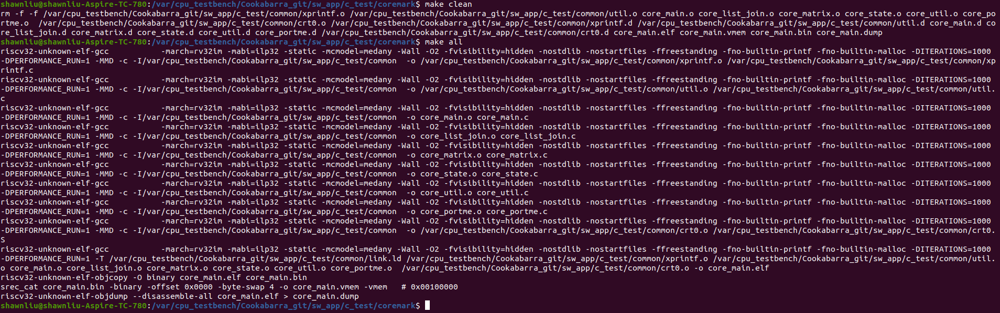 shawnliu@shawnliu-Aspire-TC-780:/var/cpu_testbench/Cookabarra_git/sw_app/c_test/coremark$ make clean
rm -f -f /var/cpu_testbench/Cookabarra_git/sw_app/c_test/common/xprintf.o /var/cpu_testbench/Cookabarra_git/sw_app/c_test/common/util.o core_main.o core_list_join.o core_matrix.o core_state.o core_util.o core_po
rtme.o  /var/cpu_testbench/Cookabarra_git/sw_app/c_test/common/crt0.o /var/cpu_testbench/Cookabarra_git/sw_app/c_test/common/xprintf.d /var/cpu_testbench/Cookabarra_git/sw_app/c_test/common/util.d core_main.d co
re_list_join.d core_matrix.d core_state.d core_util.d core_portme.d /var/cpu_testbench/Cookabarra_git/sw_app/c_test/common/crt0.d core_main.elf core_main.vmem core_main.bin core_main.dump
shawnliu@shawnliu-Aspire-TC-780:/var/cpu_testbench/Cookabarra_git/sw_app/c_test/coremark$ make all
riscv32-unknown-elf-gcc           -march=rv32im -mabi=ilp32 -static -mcmodel=medany -Wall -O2 -fvisibility=hidden -nostdlib -nostartfiles -ffreestanding -fno-builtin-printf -fno-builtin-malloc -DITERATIONS=1000
-DPERFORMANCE_RUN=1 -MMD -c -I/var/cpu_testbench/Cookabarra_git/sw_app/c_test/common  -o /var/cpu_testbench/Cookabarra_git/sw_app/c_test/common/xprintf.o /var/cpu_testbench/Cookabarra_git/sw_app/c_test/common/xp
rintf.c
riscv32-unknown-elf-gcc           -march=rv32im -mabi=ilp32 -static -mcmodel=medany -Wall -O2 -fvisibility=hidden -nostdlib -nostartfiles -ffreestanding -fno-builtin-printf -fno-builtin-malloc -DITERATIONS=1000
-DPERFORMANCE_RUN=1 -MMD -c -I/var/cpu_testbench/Cookabarra_git/sw_app/c_test/common  -o /var/cpu_testbench/Cookabarra_git/sw_app/c_test/common/util.o /var/cpu_testbench/Cookabarra_git/sw_app/c_test/common/util.
c
riscv32-unknown-elf-gcc           -march=rv32im -mabi=ilp32 -static -mcmodel=medany -Wall -O2 -fvisibility=hidden -nostdlib -nostartfiles -ffreestanding -fno-builtin-printf -fno-builtin-malloc -DITERATIONS=1000
-DPERFORMANCE_RUN=1 -MMD -c -I/var/cpu_testbench/Cookabarra_git/sw_app/c_test/common  -o core_main.o core_main.c
riscv32-unknown-elf-gcc           -march=rv32im -mabi=ilp32 -static -mcmodel=medany -Wall -O2 -fvisibility=hidden -nostdlib -nostartfiles -ffreestanding -fno-builtin-printf -fno-builtin-malloc -DITERATIONS=1000
-DPERFORMANCE_RUN=1 -MMD -c -I/var/cpu_testbench/Cookabarra_git/sw_app/c_test/common  -o core_list_join.o core_list_join.c
riscv32-unknown-elf-gcc           -march=rv32im -mabi=ilp32 -static -mcmodel=medany -Wall -O2 -fvisibility=hidden -nostdlib -nostartfiles -ffreestanding -fno-builtin-printf -fno-builtin-malloc -DITERATIONS=1000
-DPERFORMANCE_RUN=1 -MMD -c -I/var/cpu_testbench/Cookabarra_git/sw_app/c_test/common  -o core_matrix.o core_matrix.c
riscv32-unknown-elf-gcc           -march=rv32im -mabi=ilp32 -static -mcmodel=medany -Wall -O2 -fvisibility=hidden -nostdlib -nostartfiles -ffreestanding -fno-builtin-printf -fno-builtin-malloc -DITERATIONS=1000
-DPERFORMANCE_RUN=1 -MMD -c -I/var/cpu_testbench/Cookabarra_git/sw_app/c_test/common  -o core_state.o core_state.c
riscv32-unknown-elf-gcc           -march=rv32im -mabi=ilp32 -static -mcmodel=medany -Wall -O2 -fvisibility=hidden -nostdlib -nostartfiles -ffreestanding -fno-builtin-printf -fno-builtin-malloc -DITERATIONS=1000
-DPERFORMANCE_RUN=1 -MMD -c -I/var/cpu_testbench/Cookabarra_git/sw_app/c_test/common  -o core_util.o core_util.c
riscv32-unknown-elf-gcc           -march=rv32im -mabi=ilp32 -static -mcmodel=medany -Wall -O2 -fvisibility=hidden -nostdlib -nostartfiles -ffreestanding -fno-builtin-printf -fno-builtin-malloc -DITERATIONS=1000
-DPERFORMANCE_RUN=1 -MMD -c -I/var/cpu_testbench/Cookabarra_git/sw_app/c_test/common  -o core_portme.o core_portme.c
riscv32-unknown-elf-gcc           -march=rv32im -mabi=ilp32 -static -mcmodel=medany -Wall -O2 -fvisibility=hidden -nostdlib -nostartfiles -ffreestanding -fno-builtin-printf -fno-builtin-malloc -DITERATIONS=1000
-DPERFORMANCE_RUN=1 -MMD -c -I/var/cpu_testbench/Cookabarra_git/sw_app/c_test/common  -o /var/cpu_testbench/Cookabarra_git/sw_app/c_test/common/crt0.o /var/cpu_testbench/Cookabarra_git/sw_app/c_test/common/crt0.
S
riscv32-unknown-elf-gcc           -march=rv32im -mabi=ilp32 -static -mcmodel=medany -Wall -O2 -fvisibility=hidden -nostdlib -nostartfiles -ffreestanding -fno-builtin-printf -fno-builtin-malloc -DITERATIONS=1000
-DPERFORMANCE_RUN=1 -T /var/cpu_testbench/Cookabarra_git/sw_app/c_test/common/link.ld /var/cpu_testbench/Cookabarra_git/sw_app/c_test/common/xprintf.o /var/cpu_testbench/Cookabarra_git/sw_app/c_test/common/util.
o core_main.o core_list_join.o core_matrix.o core_state.o core_util.o core_portme.o  /var/cpu_testbench/Cookabarra_git/sw_app/c_test/common/crt0.o -o core_main.elf
riscv32-unknown-elf-objcopy -O binary core_main.elf core_main.bin
srec_cat core_main.bin -binary -offset 0x0000 -byte-swap 4 -o core_main.vmem -vmem   # 0x00100000
riscv32-unknown-elf-objdump --disassemble-all core_main.elf > core_main.dump
shawnliu@shawnliu-Aspire-TC-780:/var/cpu_testbench/Cookabarra_git/sw_app/c_test/coremark$